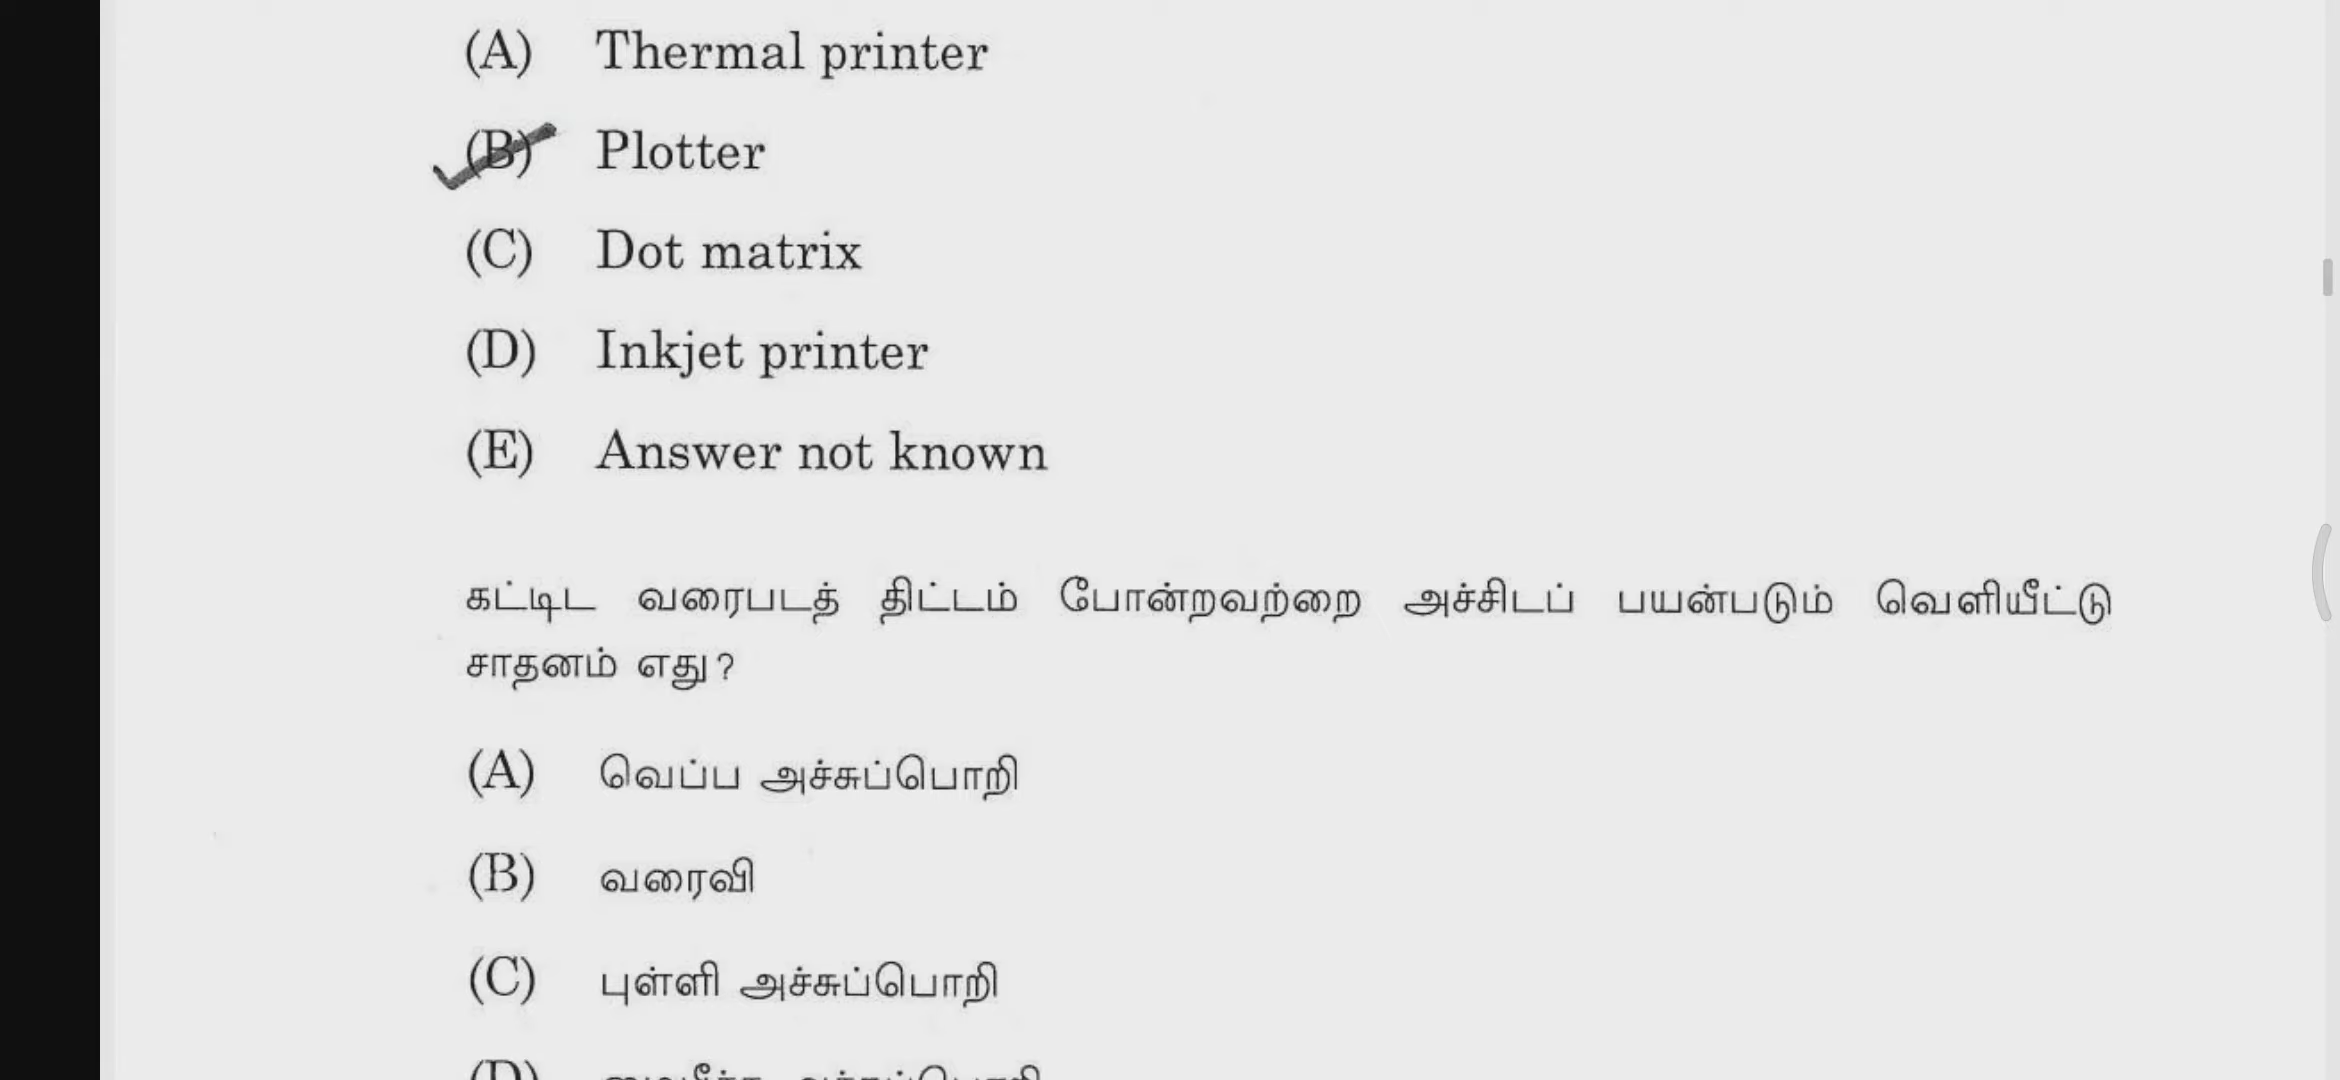 (A) Thermal printer
(B) Plotter
(C) Dot matrix
(D) Inkjet printer
(E) Answer not known
கட்டிட வரைபடத் திட்டம் போன்றவற்றை அச்சிடப் பயன்படும் வெளியீட்டு
சாதனம் எது?
(A) வெப்ப அச்சுப்பொறி
(B) வரைவி
(C) புள்ளி அச்சுப்பொறி
(D) அச்சுப்பொறி